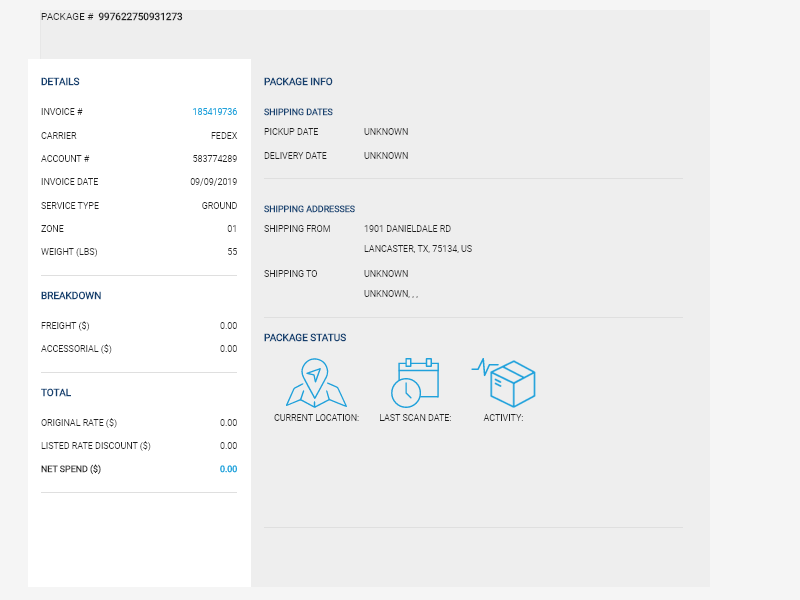 PACKAGE # 997622750931273
DETAILS
INVOICE # 185419736
CARRIER FEDEX
ACCOUNT # 583774289
INVOICE DATE 09/09/2019
SERVICE TYPE GROUND
ZONE 01
WEIGHT (LBS) 55
BREAKDOWN
FREIGHT ($) 0.00
ACCESSORIAL ($) 0.00
TOTAL
ORIGINAL RATE ($) 0.00
LISTED RATE DISCOUNT ($) 0.00
NET SPEND ($) 0.00
PACKAGE INFO
SHIPPING DATES
PICKUP DATE UNKNOWN
DELIVERY DATE UNKNOWN
SHIPPING ADDRESSES
SHIPPING FROM 1901 DANIELDALE RD
LANCASTER, TX, 75134, US
SHIPPING TO UNKNOWN
UNKNOWN, , ,
PACKAGE STATUS
CURRENT LOCATION: LAST SCAN DATE: ACTIVITY: